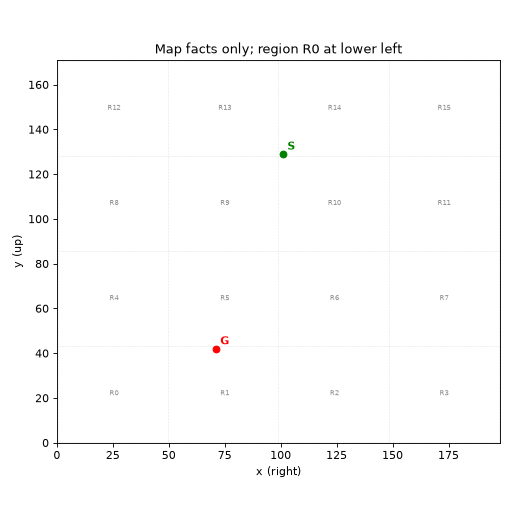 Map facts only; region R0 at lower left
160
140
120
100
80
60
40
20
0
y (up)
R12 R13 R14 R15
S
R8 R9 R10 R11
R4 R5 R6 R7
G
R0 R1 R2 R3
0 25 50 75 100 125 150 175
x (right)